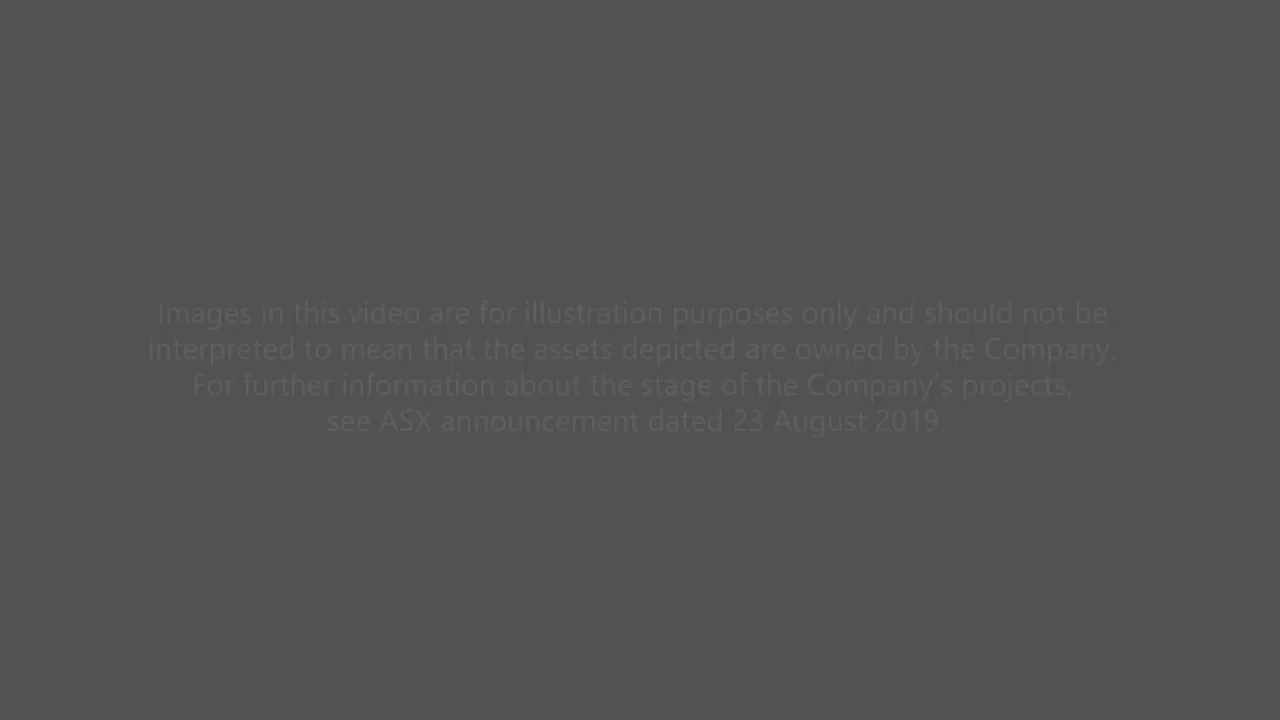 Images in this video are for illustration purposes only and should not be
interpreted to mean that the assets depicted are owned by the Company.
For further information about the stage of the Company's projects,
see ASX announcement dated 23 August 2019.